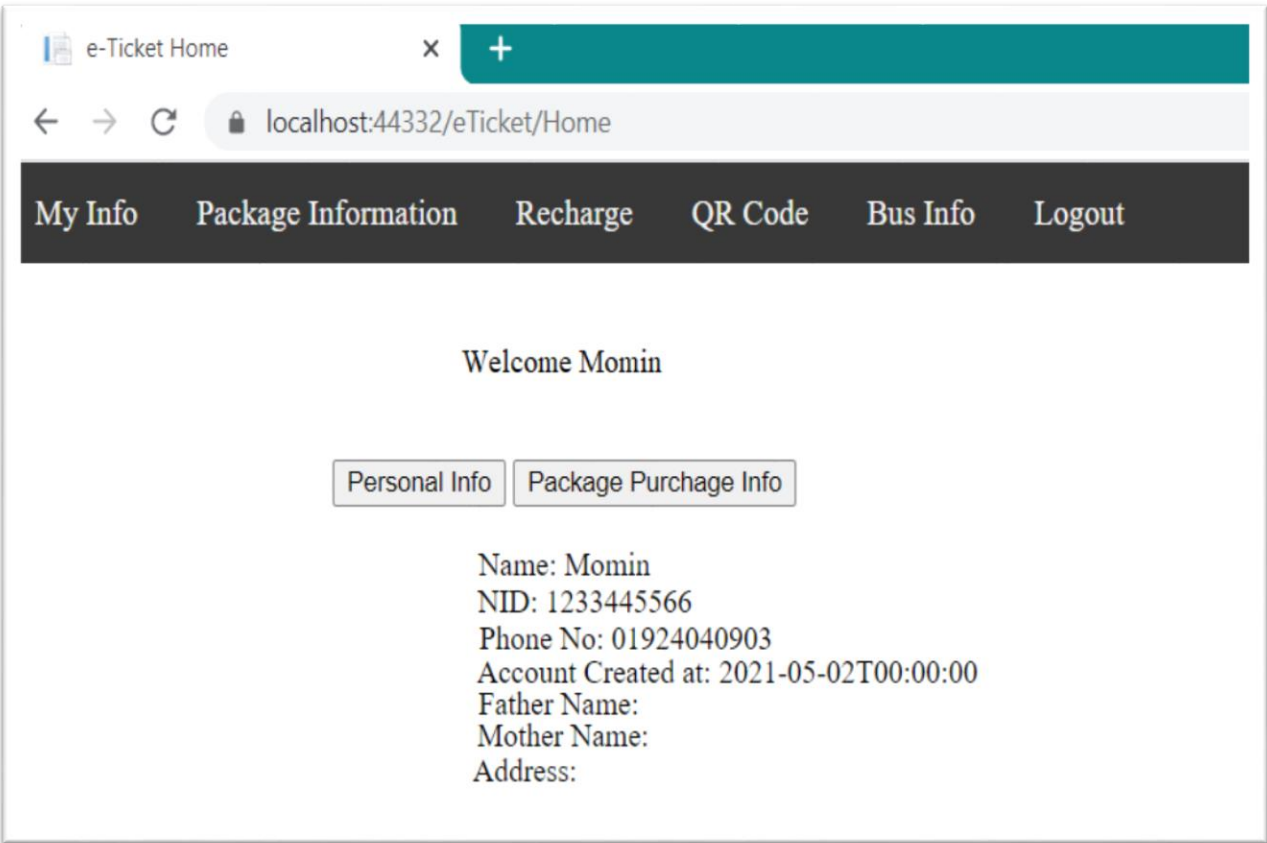 e-Ticket Home
localhost:44332/eTicket/Home
My Info Package Information Recharge QR Code Bus Info Logout
Welcome Momin
Personal Info Package Purchage Info
Name: Momin
NID: 1233445566
Phone No: 01924040903
Account Created at: 2021-05-02T00:00:00
Father Name:
Mother Name:
Address: